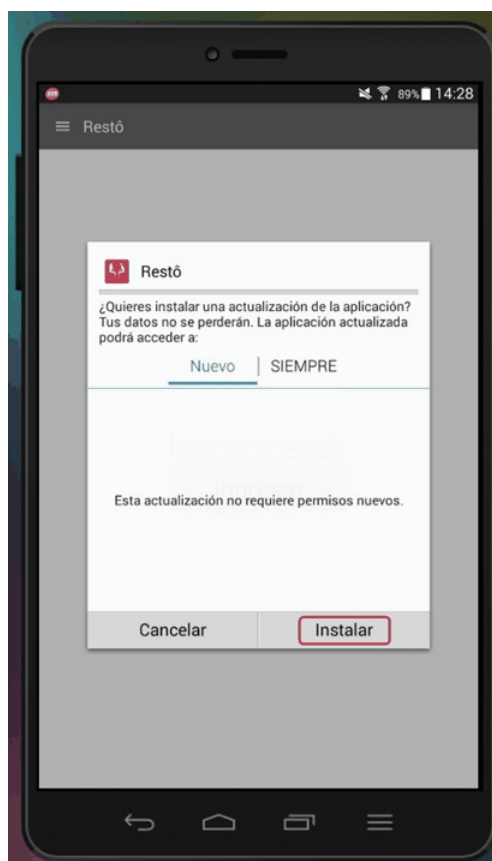 89% 14:28
Restô
Restô
¿Quieres instalar una actualización de la aplicación?
Tus datos no se perderán. La aplicación actualizada
podrá acceder a:
Nuevo SIEMPRE
Esta actualización no requiere permisos nuevos.
Cancelar Instalar